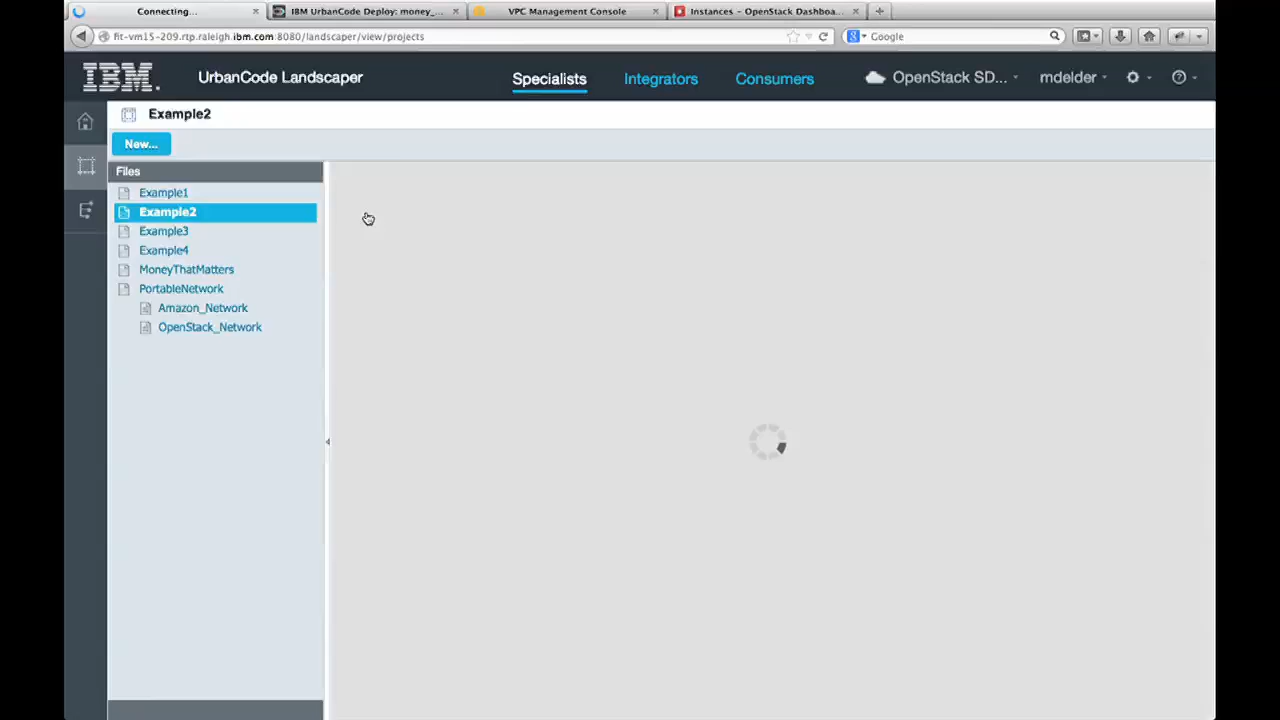 Connecting...
IBM UrbanCode Deploy: money_...
VPC Management Console
Instances - OpenStack Dashboa...
fit-vm15-209.rtp.raleigh.ibm.com:8080/landscaper/view/projects
Google
IBM.
UrbanCode Landscaper
Specialists
Integrators
Consumers
OpenStack SD...
mdelder
Example2
New...
Files
Example1
Example2
Example3
Example4
MoneyThatMatters
PortableNetwork
Amazon_Network
OpenStack_Network